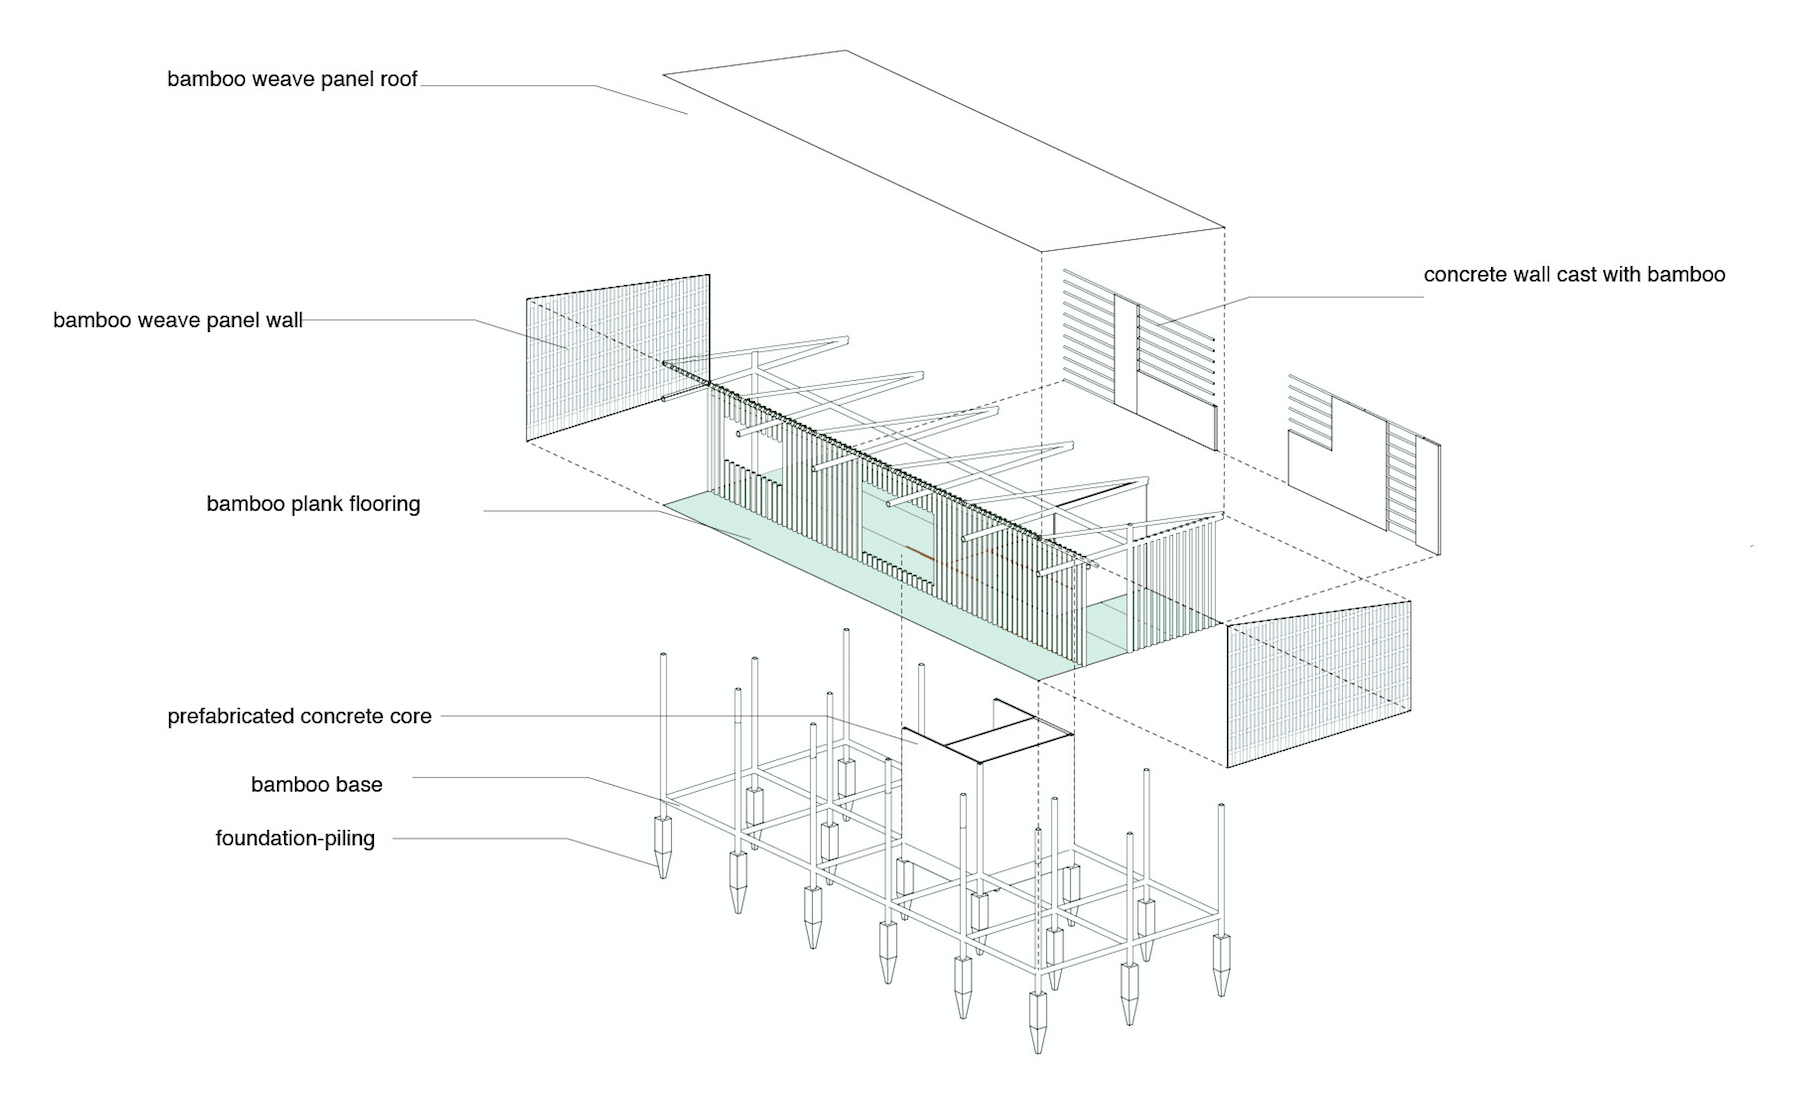 bamboo weave panel roof
concrete wall cast with bamboo
bamboo weave panel wall
bamboo plank flooring
prefabricated concrete core
bamboo base
foundation-piling